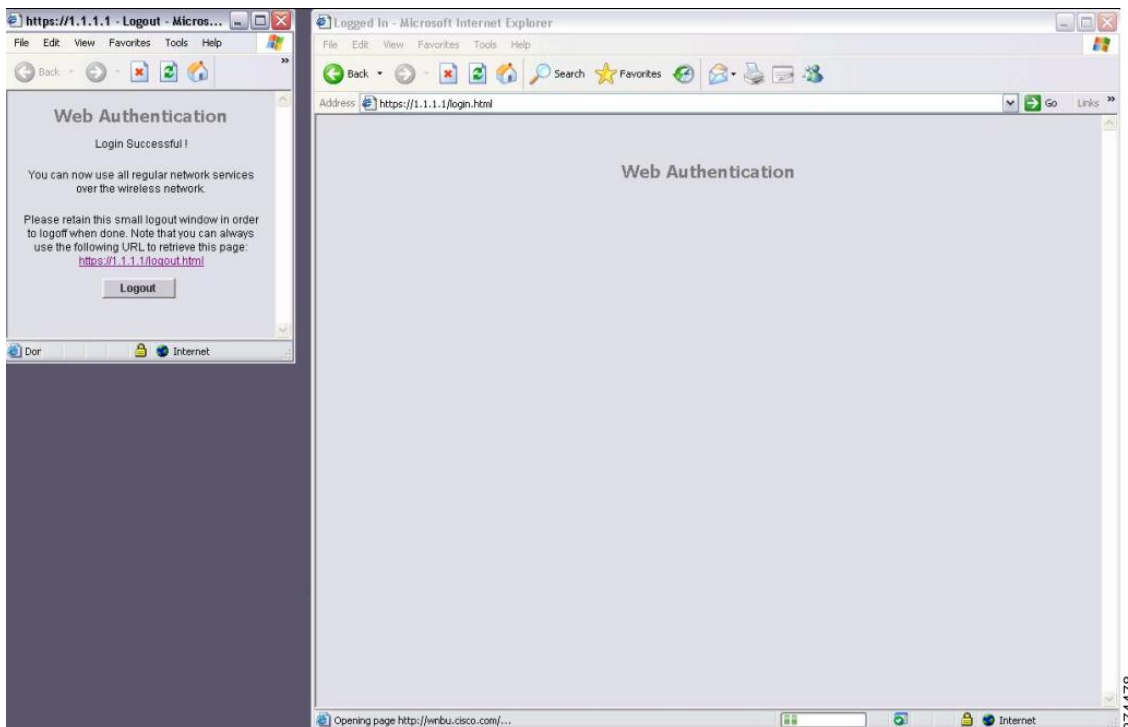 https://1.1.1.1 - Logout - Micros...
File Edit View Favorites Tools Help
Back
Web Authentication
Login Successful !
You can now use all regular network services
over the wireless network.
Please retain this small logout window in order
to logoff when done. Note that you can always
use the following URL to retrieve this page:
https://1.1.1.1/logout.html
Logout
Dor
Internet
Logged In - Microsoft Internet Explorer
File Edit View Favorites Tools Help
Back Search Favorites
Address https://1.1.1.1/login.html Go Links
Web Authentication
Opening page http://wnbu.cisco.com/...
Internet